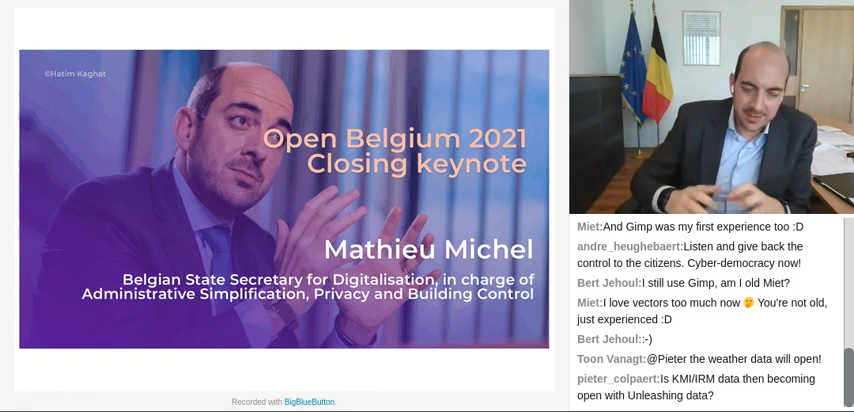 ©Hatim Kaghat
Open Belgium 2021
Closing keynote
Mathieu Michel
Belgian State Secretary for Digitalisation, in charge of
Administrative Simplification, Privacy and Building Control
Recorded with BigBlueButton.
Miet:And Gimp was my first experience too :D
andre_heughebaert:Listen and give back the
control to the citizens. Cyber-democracy now!
Bert Jehoul:I still use Gimp, am I old Miet?
Miet:I love vectors too much now 🤭 You're not old,
just experienced :D
Bert Jehoul::-)
Toon Vanagt:@Pieter the weather data will open!
pieter_colpaert:Is KMI/IRM data then becoming
open with Unleashing data?